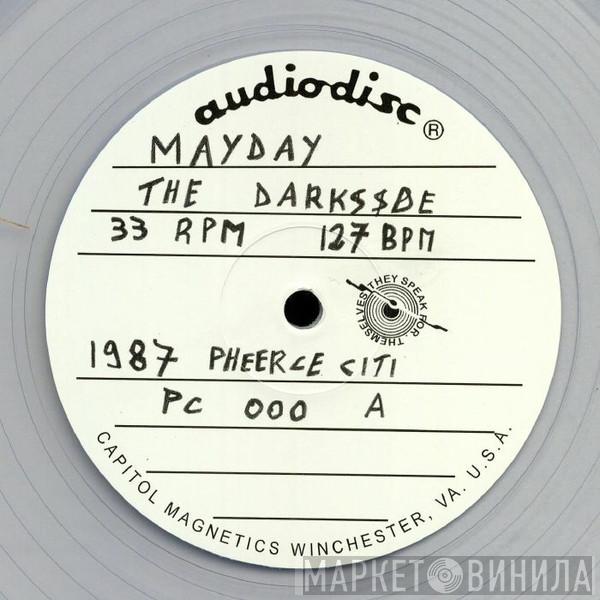 audiodisc ®
MAYDAY
THE DARKS$DE
33 RPM 127 BPM
THEY SPEAK FOR THEMSELVES
1987 PHEERCE CITI
PC 000 A
CAPITOL MAGNETICS WINCHESTER, VA. U.S.A.
МАРКЕТ ВИНИЛА